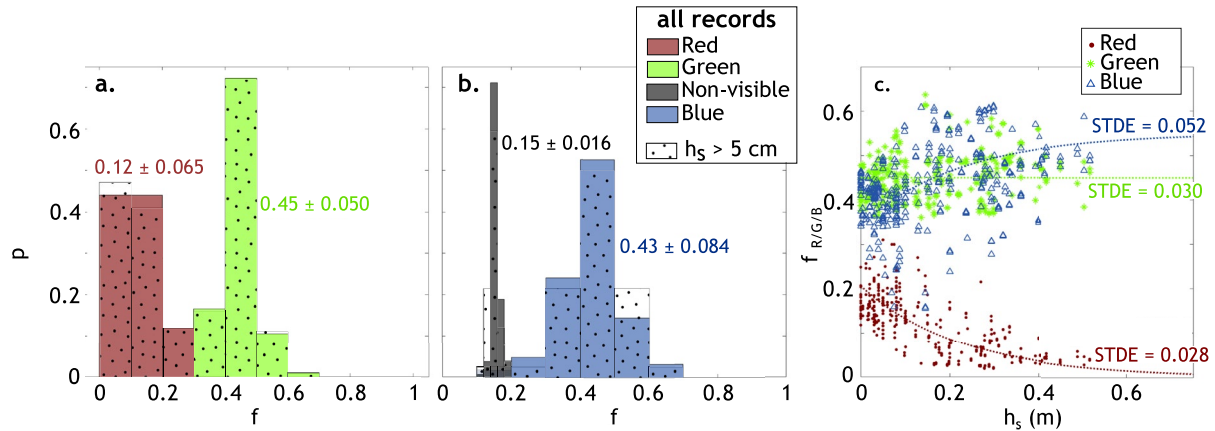 all records
Red
Green
Non-visible
Blue
hs > 5 cm
a.
0.12 ± 0.065
0.45 ± 0.050
p
0.6
0.4
0.2
0
0 0.2 0.4 0.6 0.8 1
f
b.
0.15 ± 0.016
0.43 ± 0.084
0 0.2 0.4 0.6 0.8 1
f
Red
Green
Blue
c.
STDE = 0.052
STDE = 0.030
STDE = 0.028
f R/G/B
0.6
0.4
0.2
0
0 0.2 0.4 0.6
hs (m)